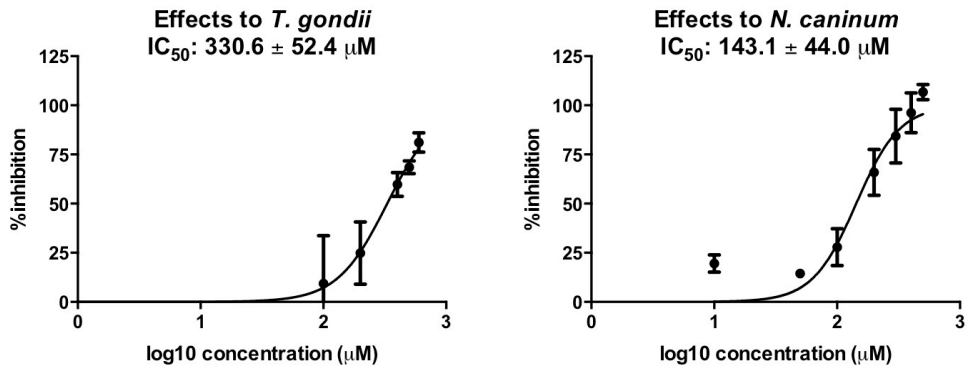 Effects to T. gondii
IC50: 330.6 ± 52.4 μM
%inhibition
125
100
75
50
25
0
0 1 2 3
log10 concentration (μM)
Effects to N. caninum
IC50: 143.1 ± 44.0 μM
%inhibition
125
100
75
50
25
0
0 1 2 3
log10 concentration (μM)